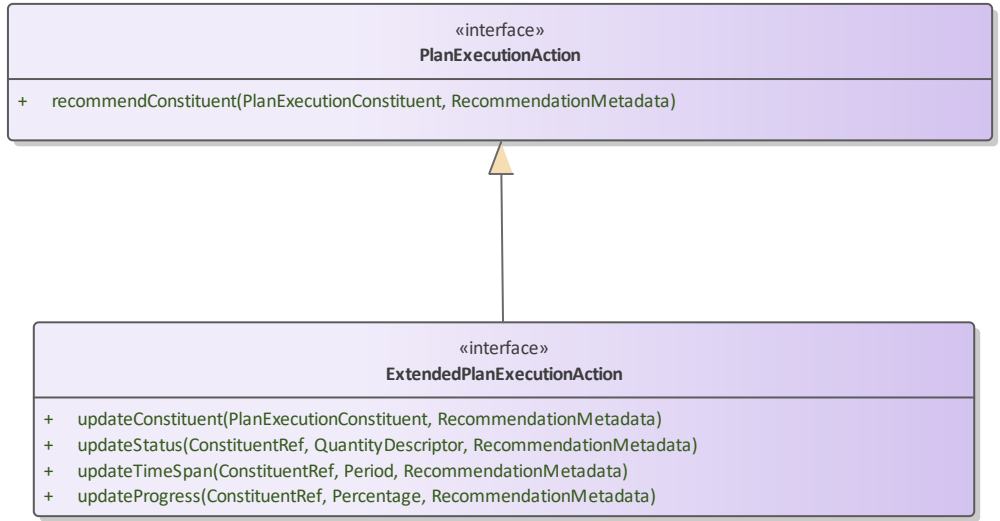 «interface»
PlanExecutionAction
+ recommendConstituent(PlanExecutionConstituent, RecommendationMetadata)
«interface»
ExtendedPlanExecutionAction
+ updateConstituent(PlanExecutionConstituent, RecommendationMetadata)
+ updateStatus(ConstituentRef, QuantityDescriptor, RecommendationMetadata)
+ updateTimeSpan(ConstituentRef, Period, RecommendationMetadata)
+ updateProgress(ConstituentRef, Percentage, RecommendationMetadata)